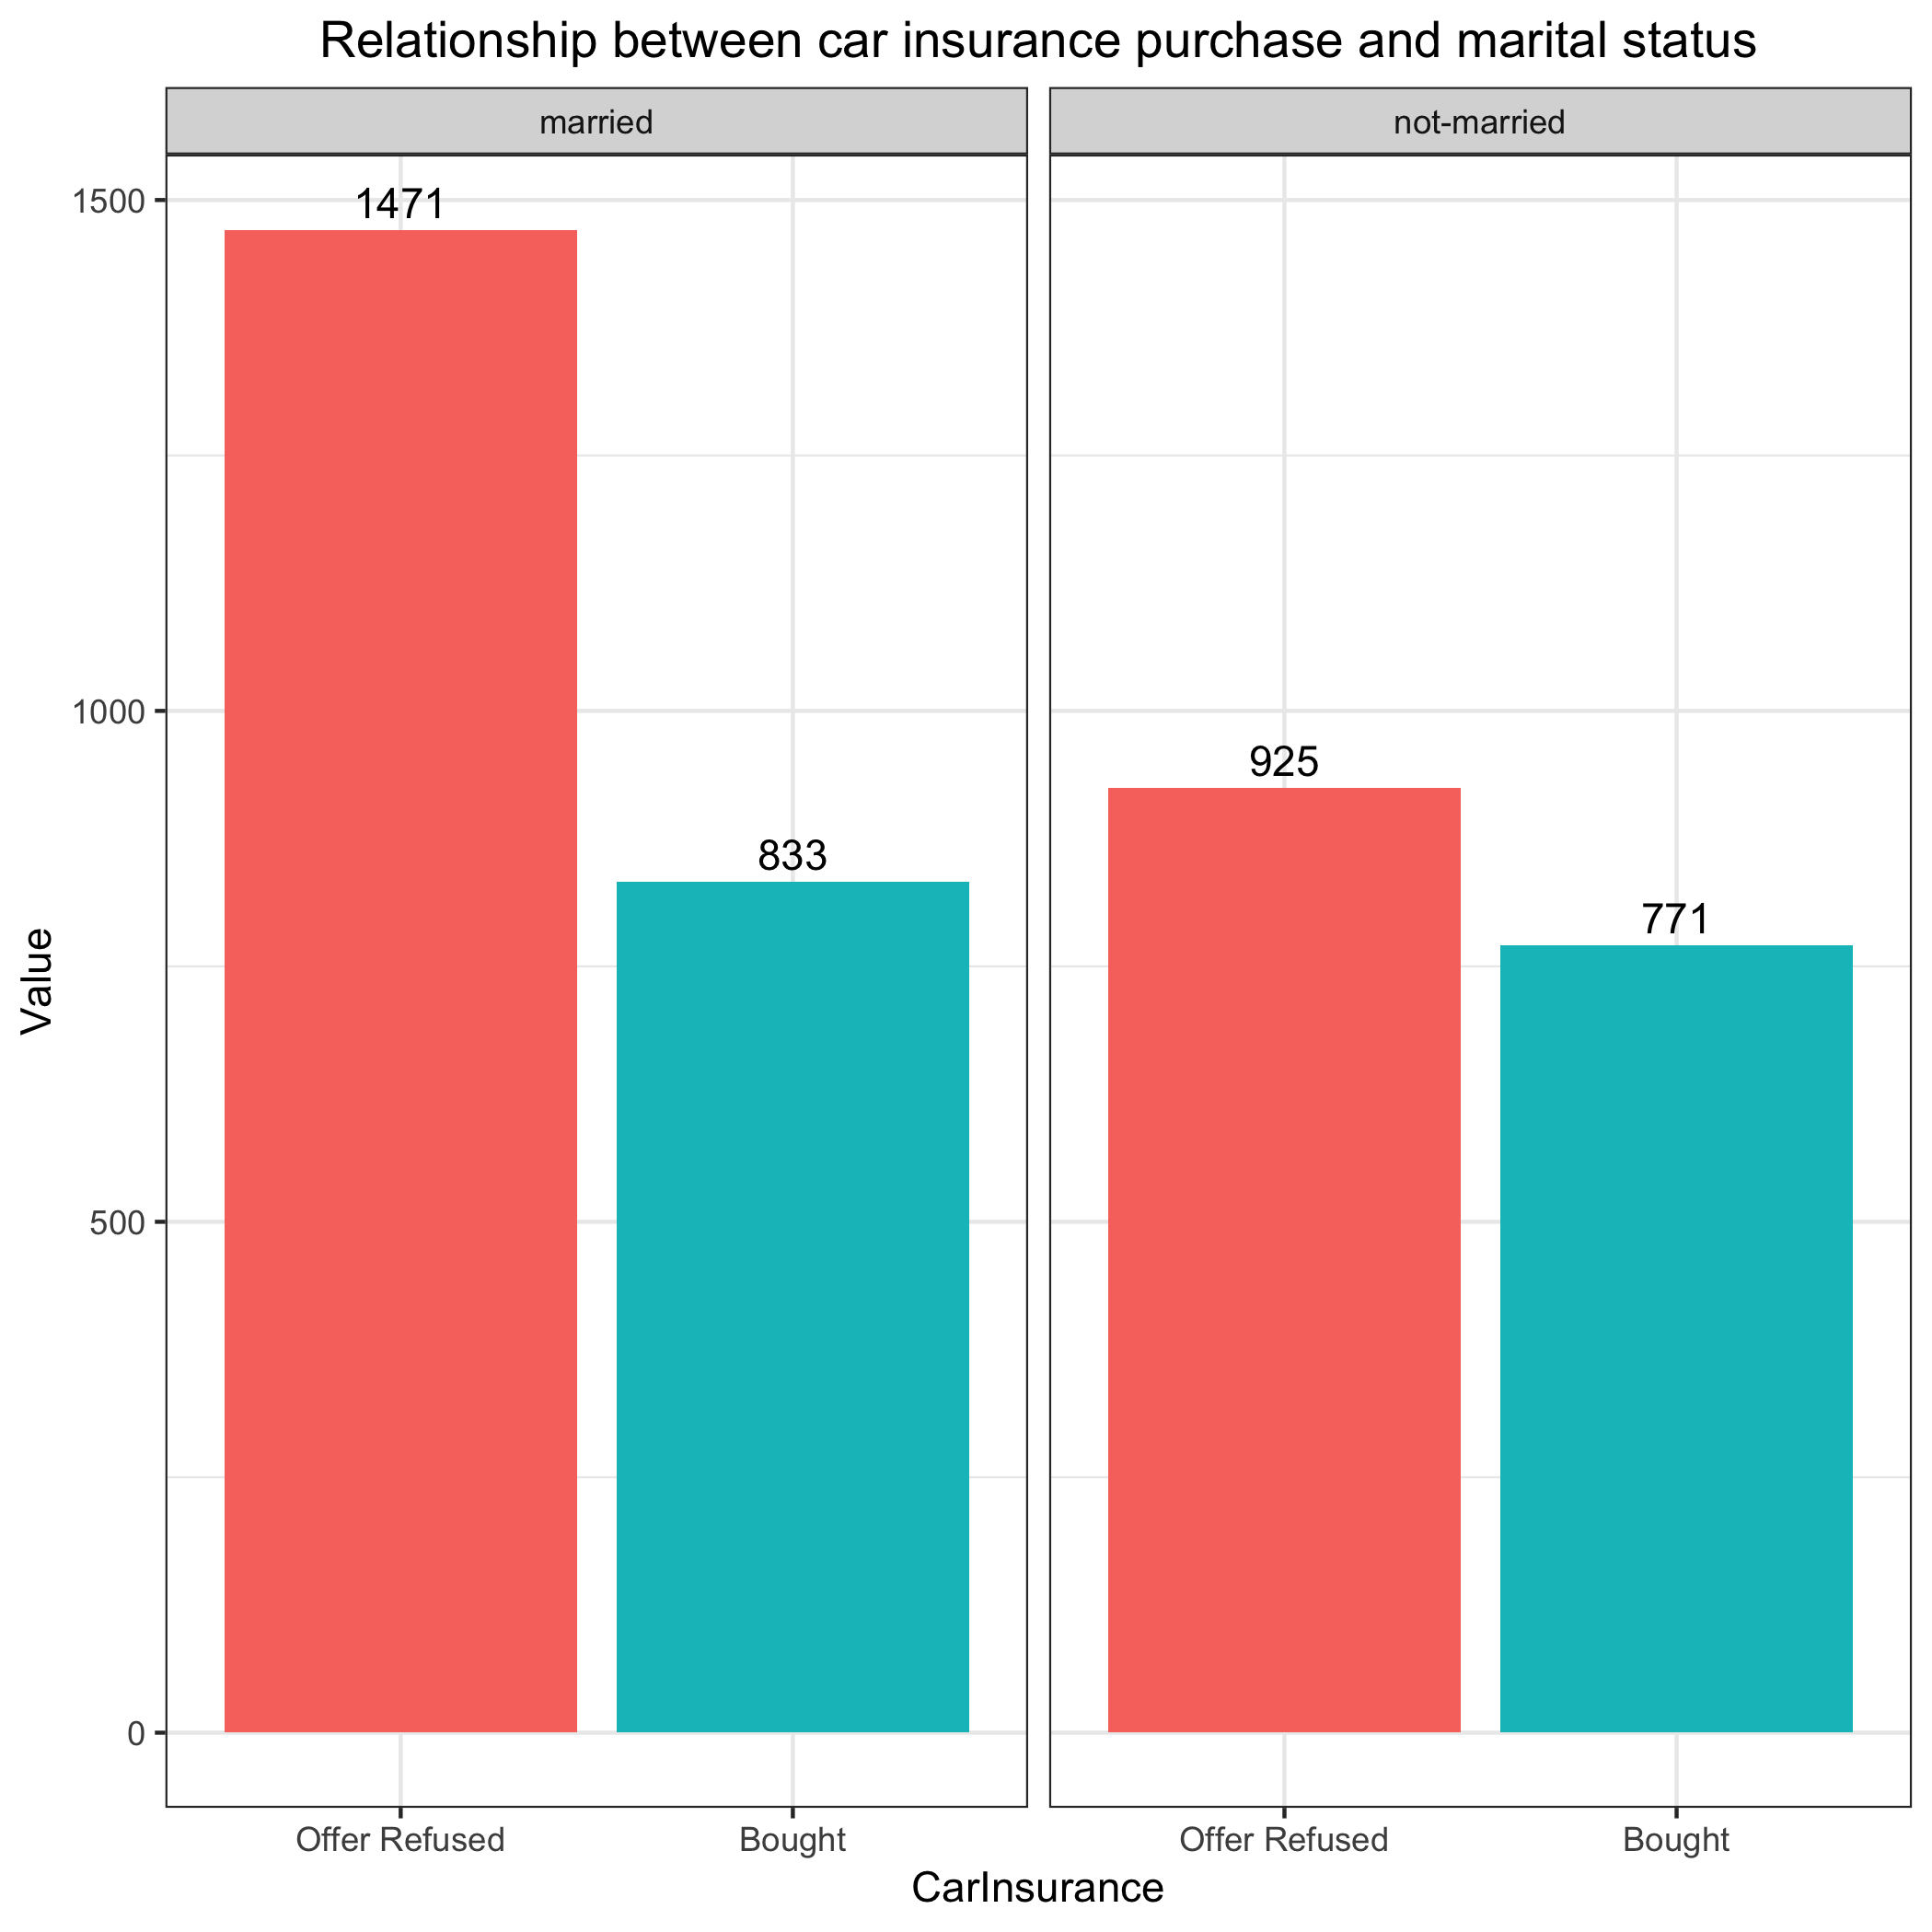 Relationship between car insurance purchase and marital status
married
not-married
1500
1000
500
0
Value
1471
833
925
771
Offer Refused
Bought
Offer Refused
Bought
CarInsurance